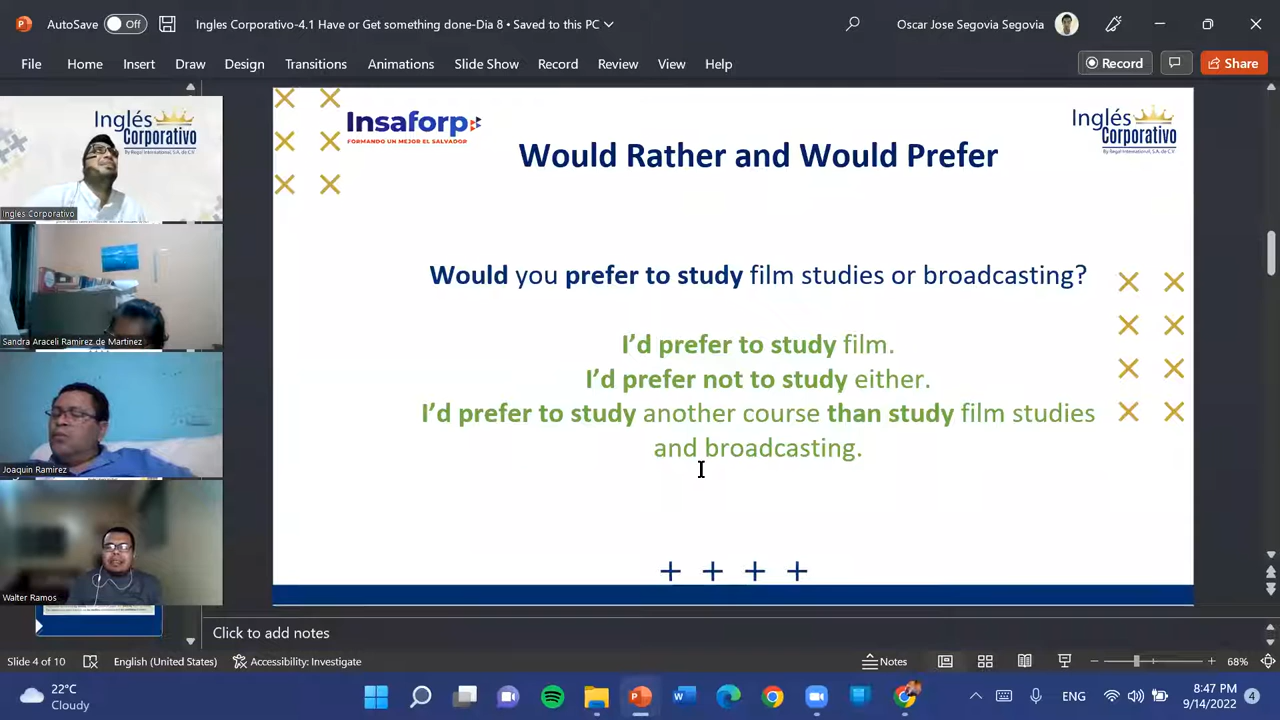 AutoSave Off Ingles Corporativo-4.1 Have or Get something done-Dia 8 • Saved to this PC Oscar Jose Segovia Segovia
File Home Insert Draw Design Transitions Animations Slide Show Record Review View Help Record Share
Inglés
Corporativo
Ingles Corporativo
Sandra Araceli Ramirez de Martinez
Joaquin Ramirez
Walter Ramos
Insaforp
FORMANDO UN MEJOR EL SALVADOR
Inglés
Corporativo
By Regal International, S.A. de C.V.
Would Rather and Would Prefer
Would you prefer to study film studies or broadcasting?
I’d prefer to study film.
I’d prefer not to study either.
I’d prefer to study another course than study film studies
and broadcasting.
Click to add notes
Slide 4 of 10 English (United States) Accessibility: Investigate Notes 68%
22°C
Cloudy
ENG
8:47 PM
9/14/2022
4